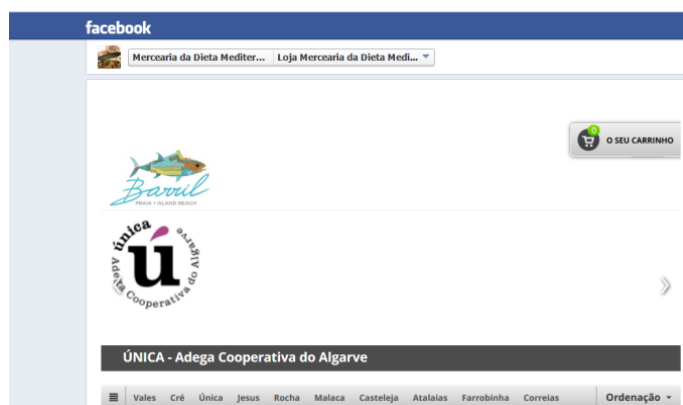 facebook
Mercearia da Dieta Mediter... Loja Mercearia da Dieta Medi...
0
O SEU CARRINHO
Barril
PRAIA • ISLAND BEACH
única
ú
Adega Cooperativa do Algarve
ÚNICA - Adega Cooperativa do Algarve
Vales Cré Única Jesus Rocha Malaca Casteleja Atalaias Farrobinha Correias Ordenação